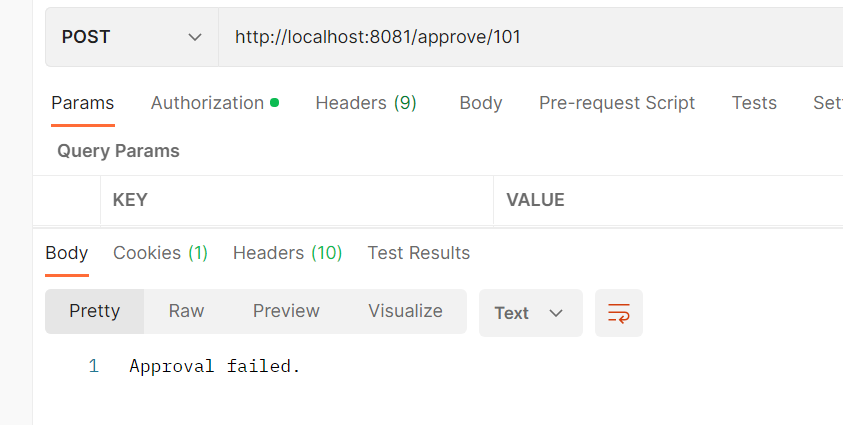 POST http://localhost:8081/approve/101
Params Authorization Headers (9) Body Pre-request Script Tests
Query Params
KEY VALUE
Body Cookies (1) Headers (10) Test Results
Pretty Raw Preview Visualize Text
1 Approval failed.